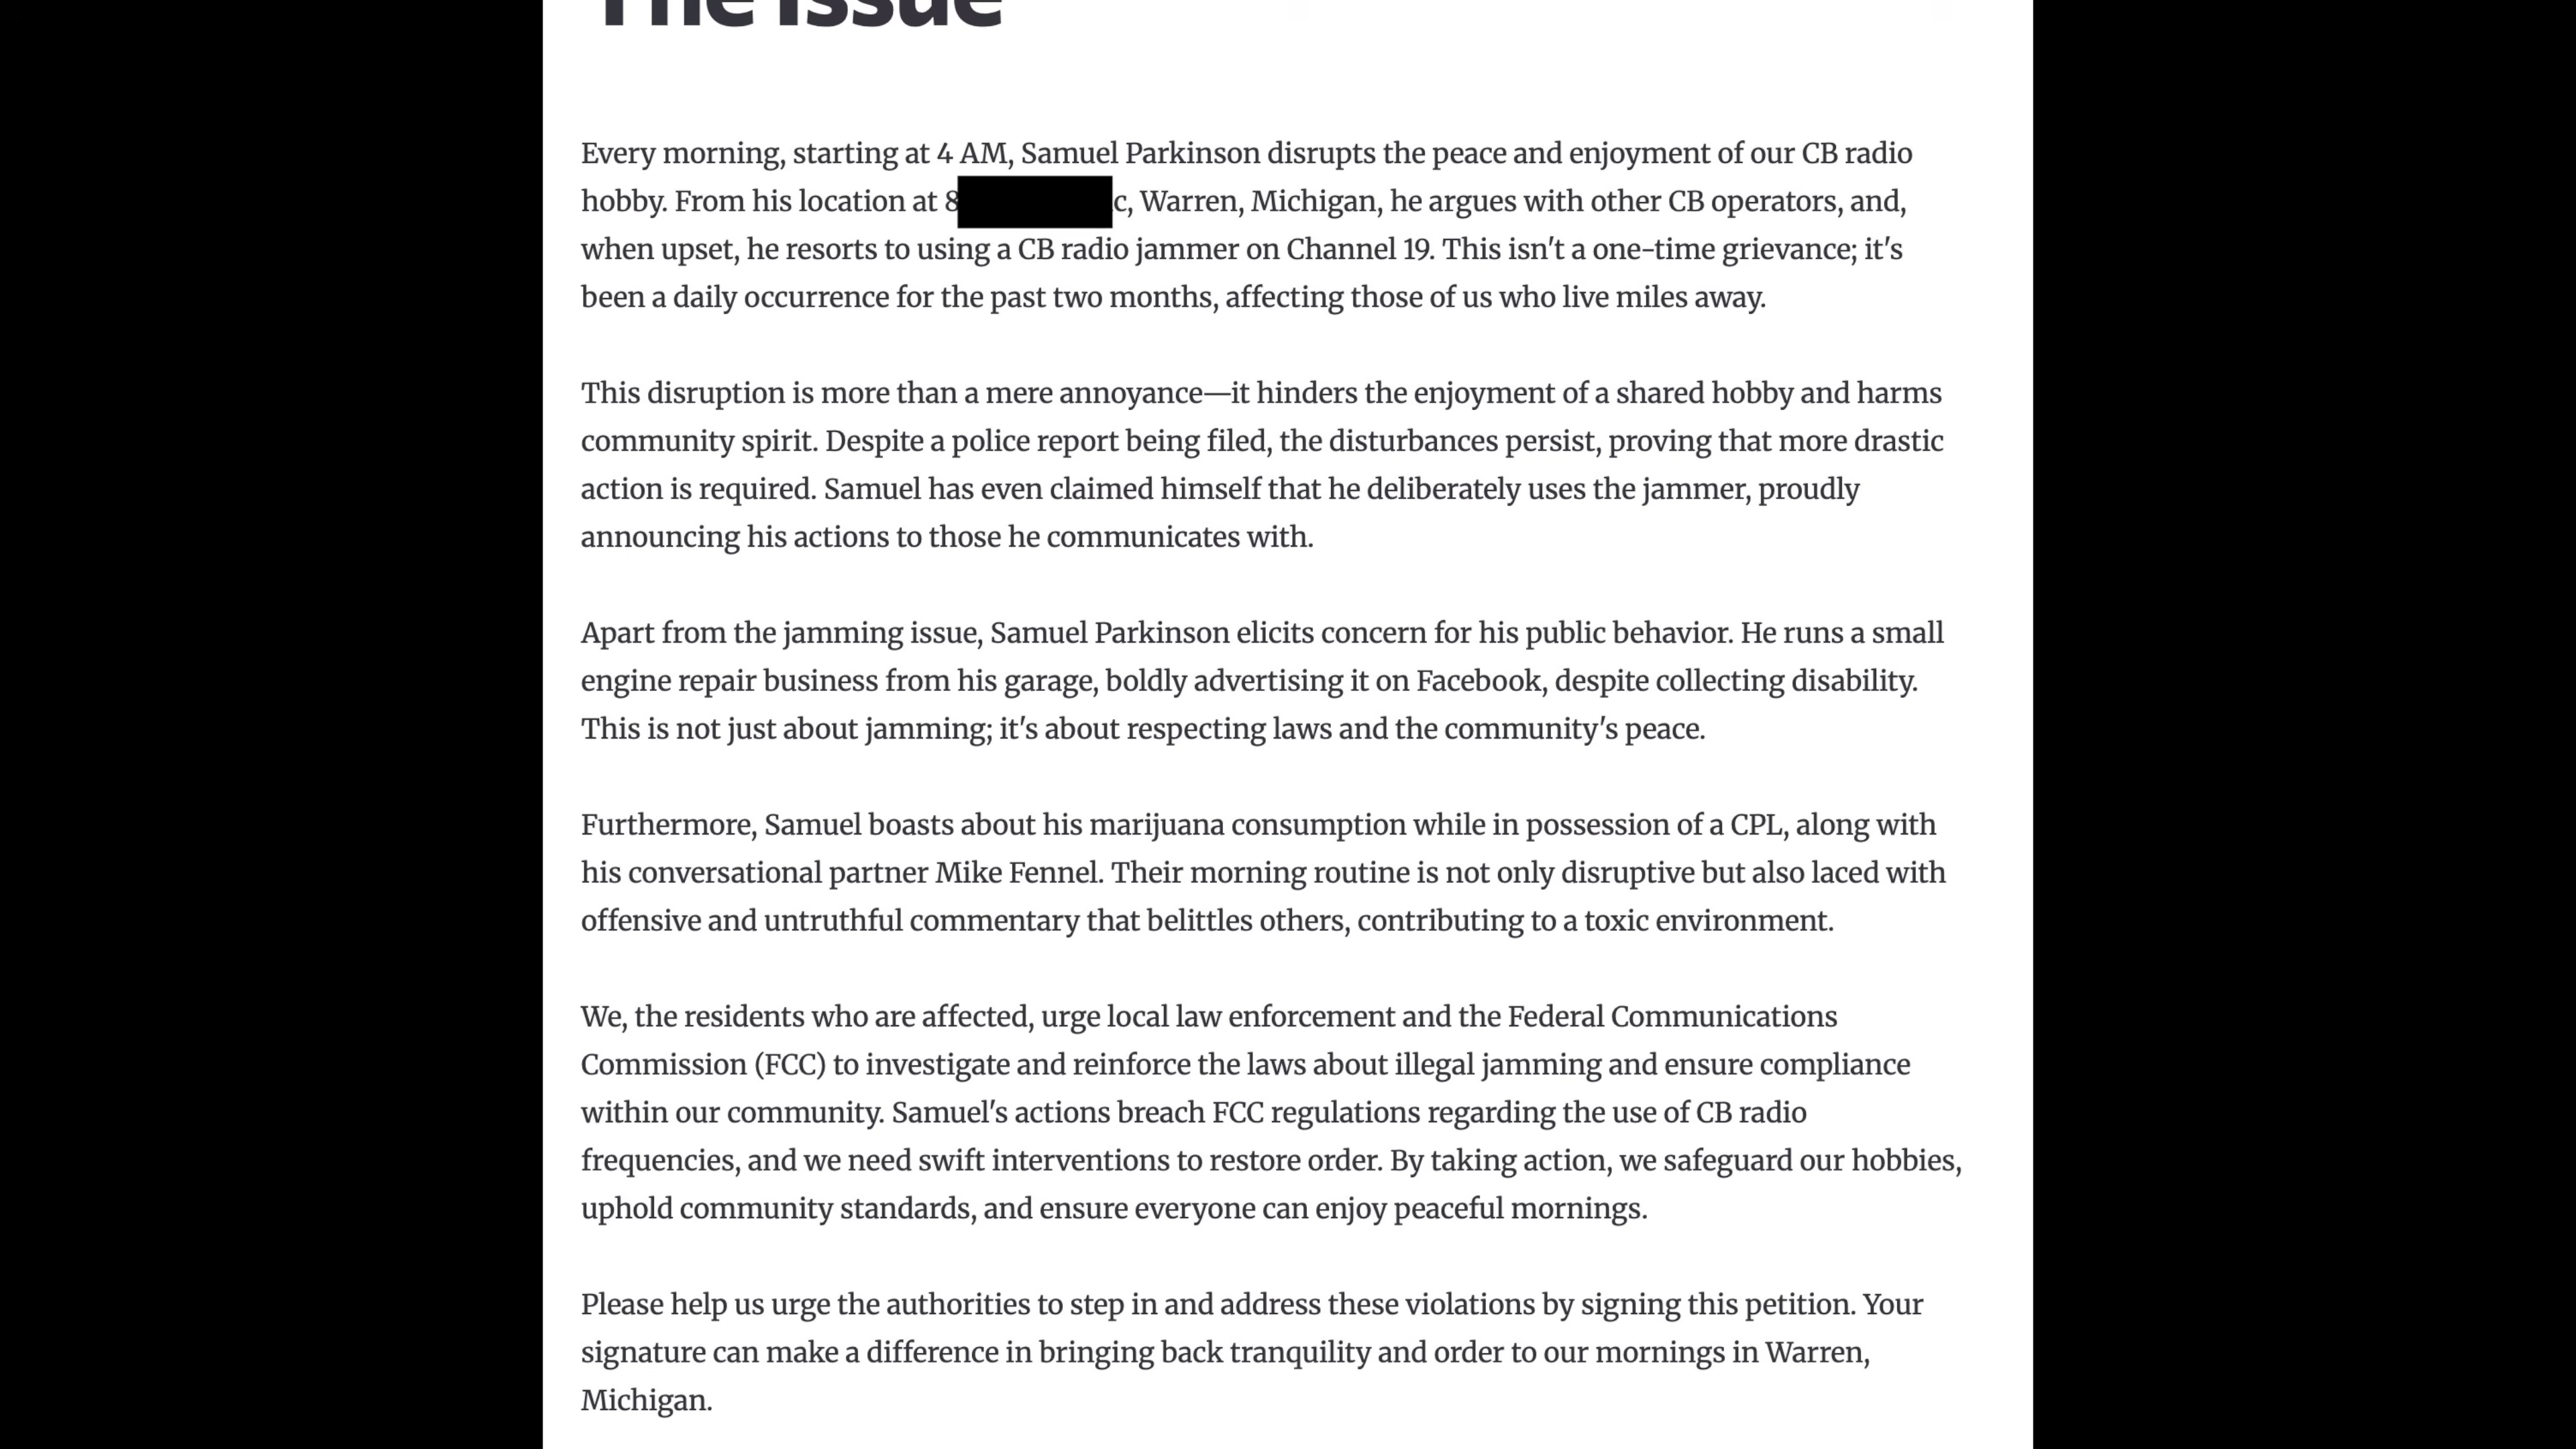 The Issue
Every morning, starting at 4 AM, Samuel Parkinson disrupts the peace and enjoyment of our CB radio
hobby. From his location at 8 c, Warren, Michigan, he argues with other CB operators, and,
when upset, he resorts to using a CB radio jammer on Channel 19. This isn't a one-time grievance; it's
been a daily occurrence for the past two months, affecting those of us who live miles away.
This disruption is more than a mere annoyance—it hinders the enjoyment of a shared hobby and harms
community spirit. Despite a police report being filed, the disturbances persist, proving that more drastic
action is required. Samuel has even claimed himself that he deliberately uses the jammer, proudly
announcing his actions to those he communicates with.
Apart from the jamming issue, Samuel Parkinson elicits concern for his public behavior. He runs a small
engine repair business from his garage, boldly advertising it on Facebook, despite collecting disability.
This is not just about jamming; it's about respecting laws and the community's peace.
Furthermore, Samuel boasts about his marijuana consumption while in possession of a CPL, along with
his conversational partner Mike Fennel. Their morning routine is not only disruptive but also laced with
offensive and untruthful commentary that belittles others, contributing to a toxic environment.
We, the residents who are affected, urge local law enforcement and the Federal Communications
Commission (FCC) to investigate and reinforce the laws about illegal jamming and ensure compliance
within our community. Samuel's actions breach FCC regulations regarding the use of CB radio
frequencies, and we need swift interventions to restore order. By taking action, we safeguard our hobbies,
uphold community standards, and ensure everyone can enjoy peaceful mornings.
Please help us urge the authorities to step in and address these violations by signing this petition. Your
signature can make a difference in bringing back tranquility and order to our mornings in Warren,
Michigan.